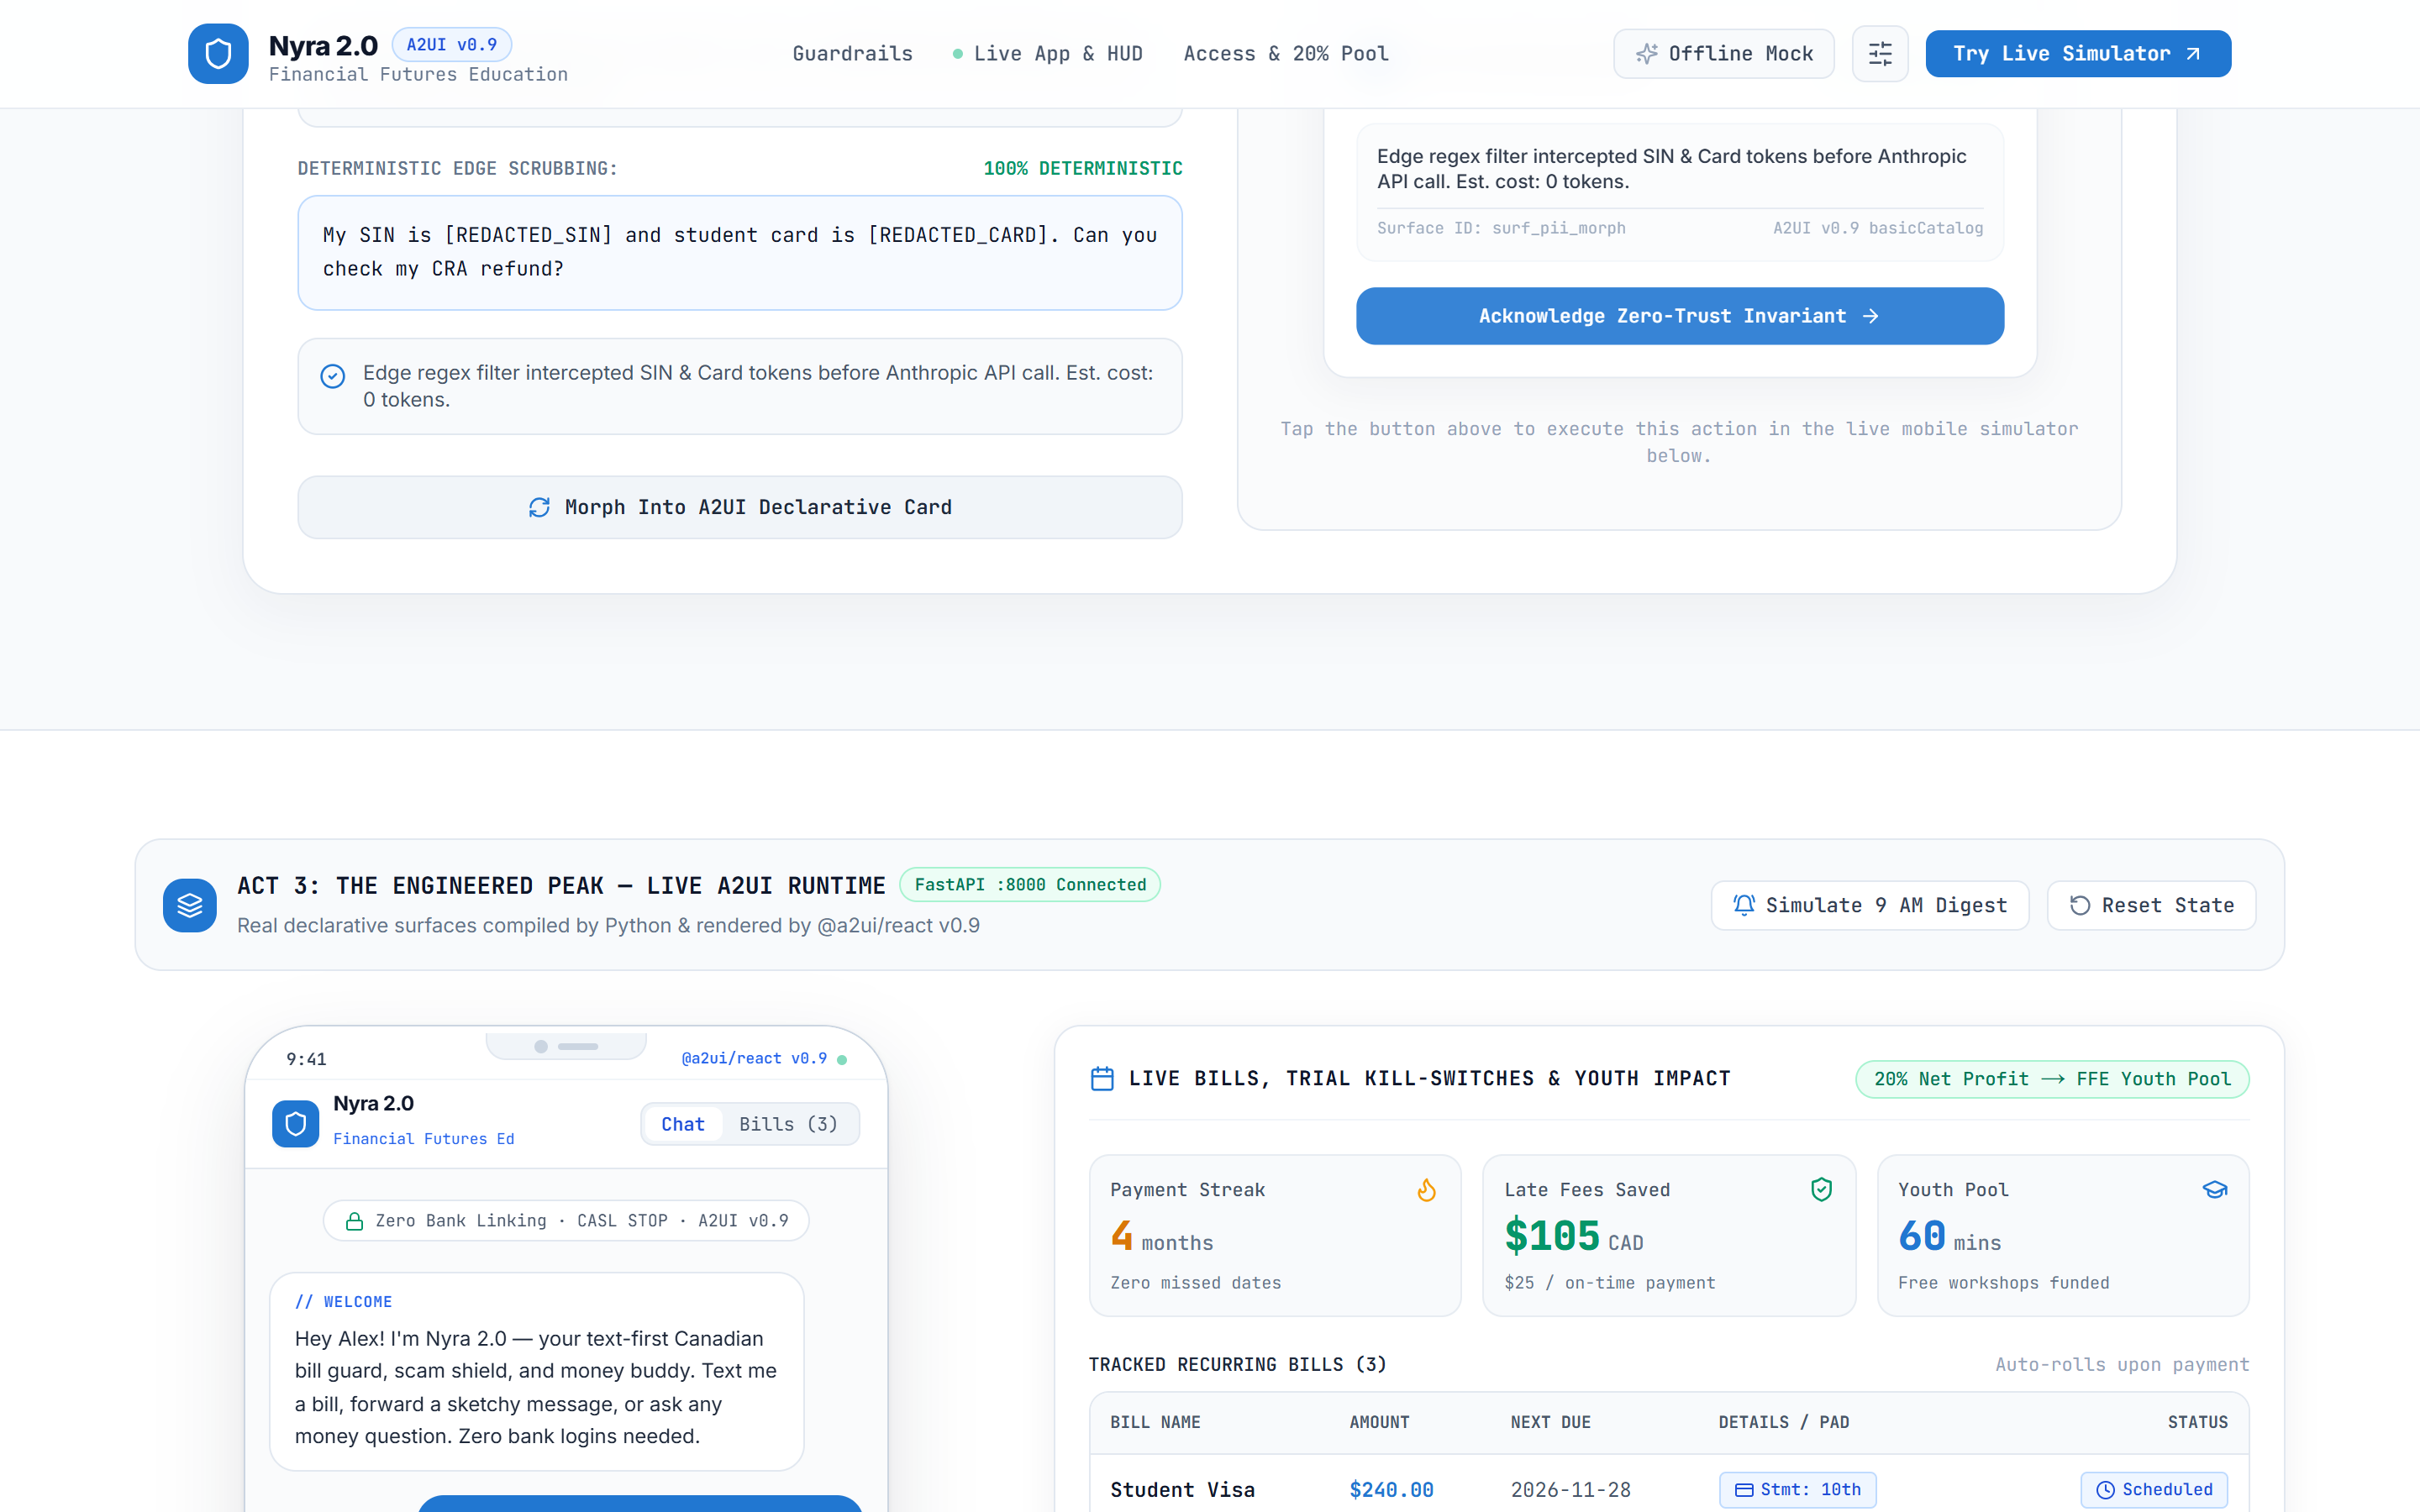 Nyra 2.0 A2UI v0.9
Financial Futures Education
Guardrails
Live App & HUD
Access & 20% Pool
Offline Mock
Try Live Simulator
DETERMINISTIC EDGE SCRUBBING:
100% DETERMINISTIC
My SIN is [REDACTED_SIN] and student card is [REDACTED_CARD]. Can you
check my CRA refund?
Edge regex filter intercepted SIN & Card tokens before Anthropic API call. Est. cost:
0 tokens.
Morph Into A2UI Declarative Card
Edge regex filter intercepted SIN & Card tokens before Anthropic
API call. Est. cost: 0 tokens.
Surface ID: surf_pii_morph
A2UI v0.9 basicCatalog
Acknowledge Zero-Trust Invariant →
Tap the button above to execute this action in the live mobile simulator
below.
ACT 3: THE ENGINEERED PEAK — LIVE A2UI RUNTIME
FastAPI :8000 Connected
Real declarative surfaces compiled by Python & rendered by @a2ui/react v0.9
Simulate 9 AM Digest
Reset State
9:41
@a2ui/react v0.9
Nyra 2.0
Financial Futures Ed
Chat
Bills (3)
Zero Bank Linking · CASL STOP · A2UI v0.9
// WELCOME
Hey Alex! I'm Nyra 2.0 — your text-first Canadian
bill guard, scam shield, and money buddy. Text me
a bill, forward a sketchy message, or ask any
money question. Zero bank logins needed.
LIVE BILLS, TRIAL KILL-SWITCHES & YOUTH IMPACT
20% Net Profit ⟶ FFE Youth Pool
Payment Streak
4 months
Zero missed dates
Late Fees Saved
$105 CAD
$25 / on-time payment
Youth Pool
60 mins
Free workshops funded
TRACKED RECURRING BILLS (3)
Auto-rolls upon payment
BILL NAME
AMOUNT
NEXT DUE
DETAILS / PAD
STATUS
Student Visa
$240.00
2026-11-28
Stmt: 10th
Scheduled